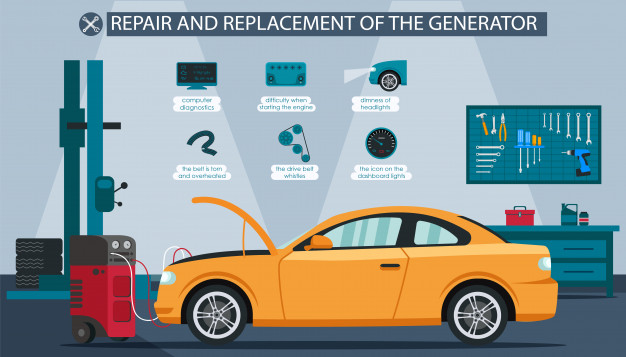 REPAIR AND REPLACEMENT OF THE GENERATOR
computer
diagnostics
difficulty when
starting the engine
dimness of
headlights
the belt is torn
and overheated
the drive belt
whistles
the icon on the
dashboard lights